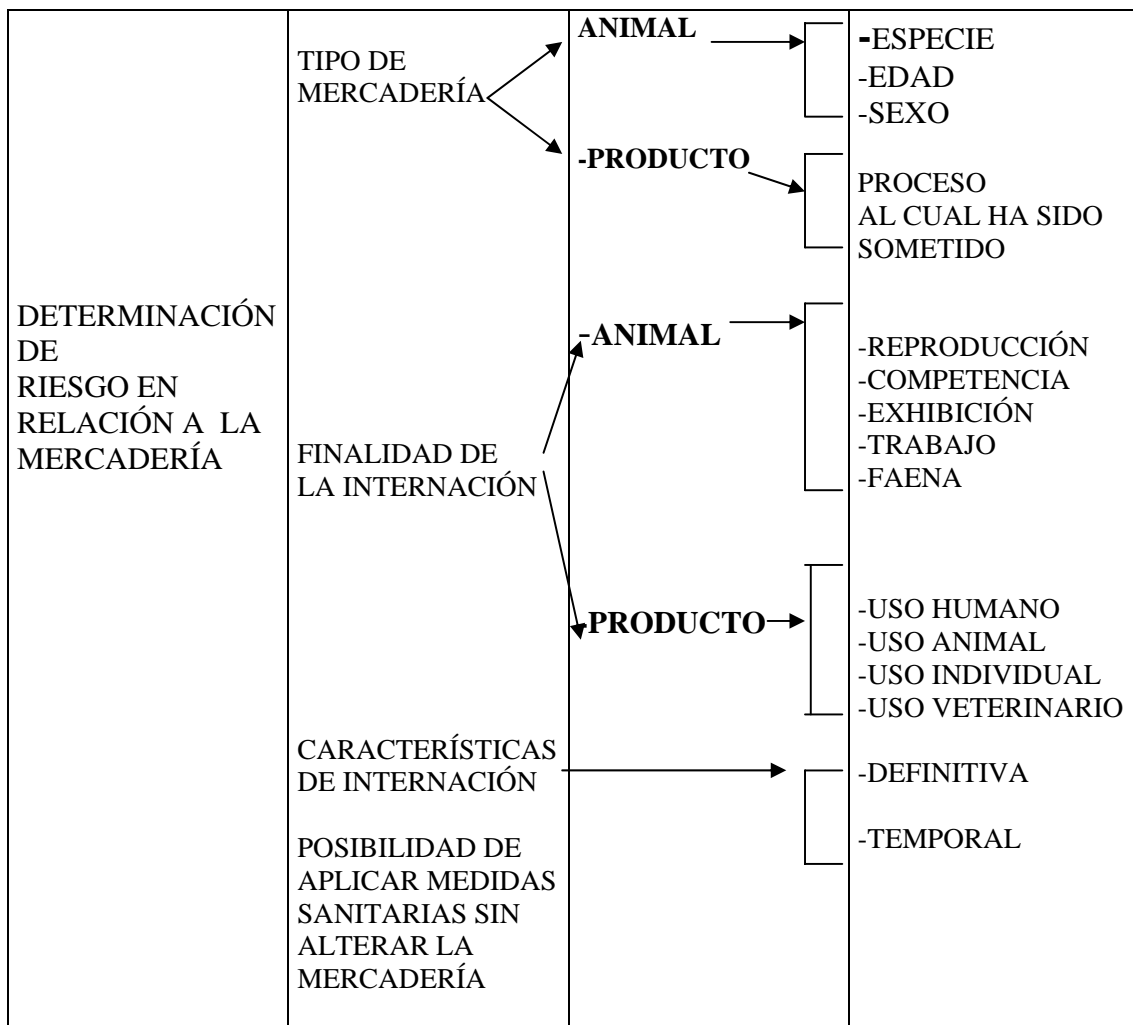 DETERMINACIÓN
DE
RIESGO EN
RELACIÓN A LA
MERCADERÍA
TIPO DE
MERCADERÍA
ANIMAL
-ESPECIE
-EDAD
-SEXO
-PRODUCTO
PROCESO
AL CUAL HA SIDO
SOMETIDO
FINALIDAD DE
LA INTERNACIÓN
-ANIMAL
-REPRODUCCIÓN
-COMPETENCIA
-EXHIBICIÓN
-TRABAJO
-FAENA
-PRODUCTO
-USO HUMANO
-USO ANIMAL
-USO INDIVIDUAL
-USO VETERINARIO
CARACTERÍSTICAS
DE INTERNACIÓN
-DEFINITIVA
-TEMPORAL
POSIBILIDAD DE
APLICAR MEDIDAS
SANITARIAS SIN
ALTERAR LA
MERCADERÍA